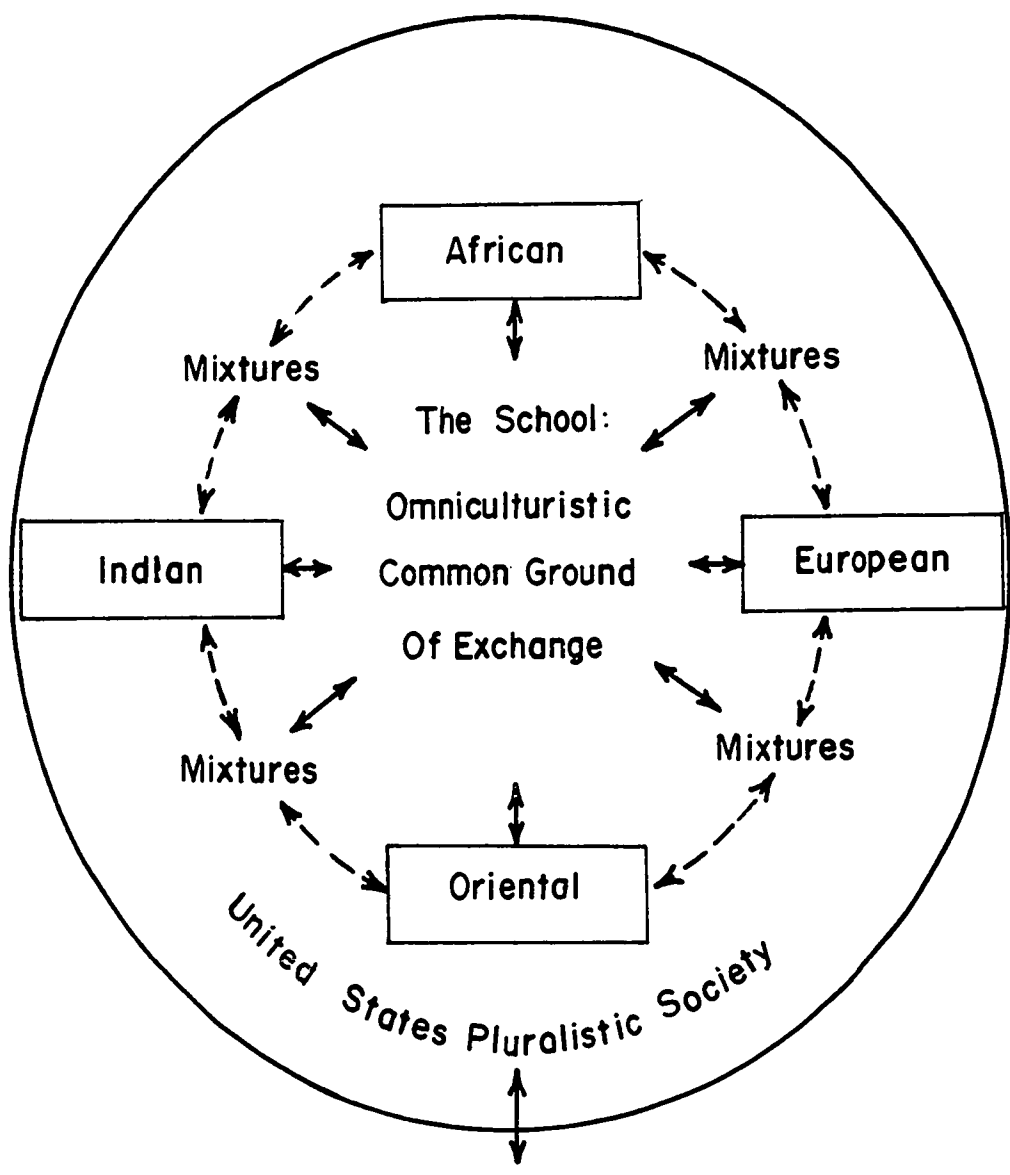 African
Mixtures
Mixtures
The School:
Omniculturistic
Indian
Common Ground
European
Of Exchange
Mixtures
Mixtures
Oriental
United States Pluralistic Society